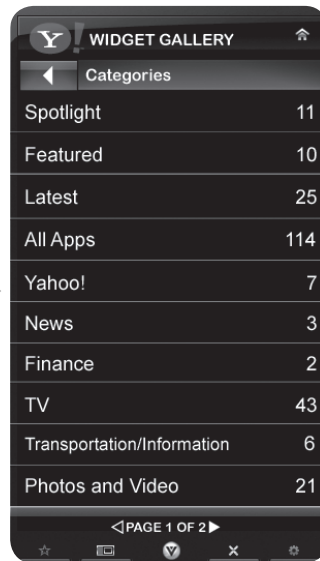 Y! WIDGET GALLERY
Categories
Spotlight 11
Featured 10
Latest 25
All Apps 114
Yahoo! 7
News 3
Finance 2
TV 43
Transportation/Information 6
Photos and Video 21
◁PAGE 1 OF 2▶